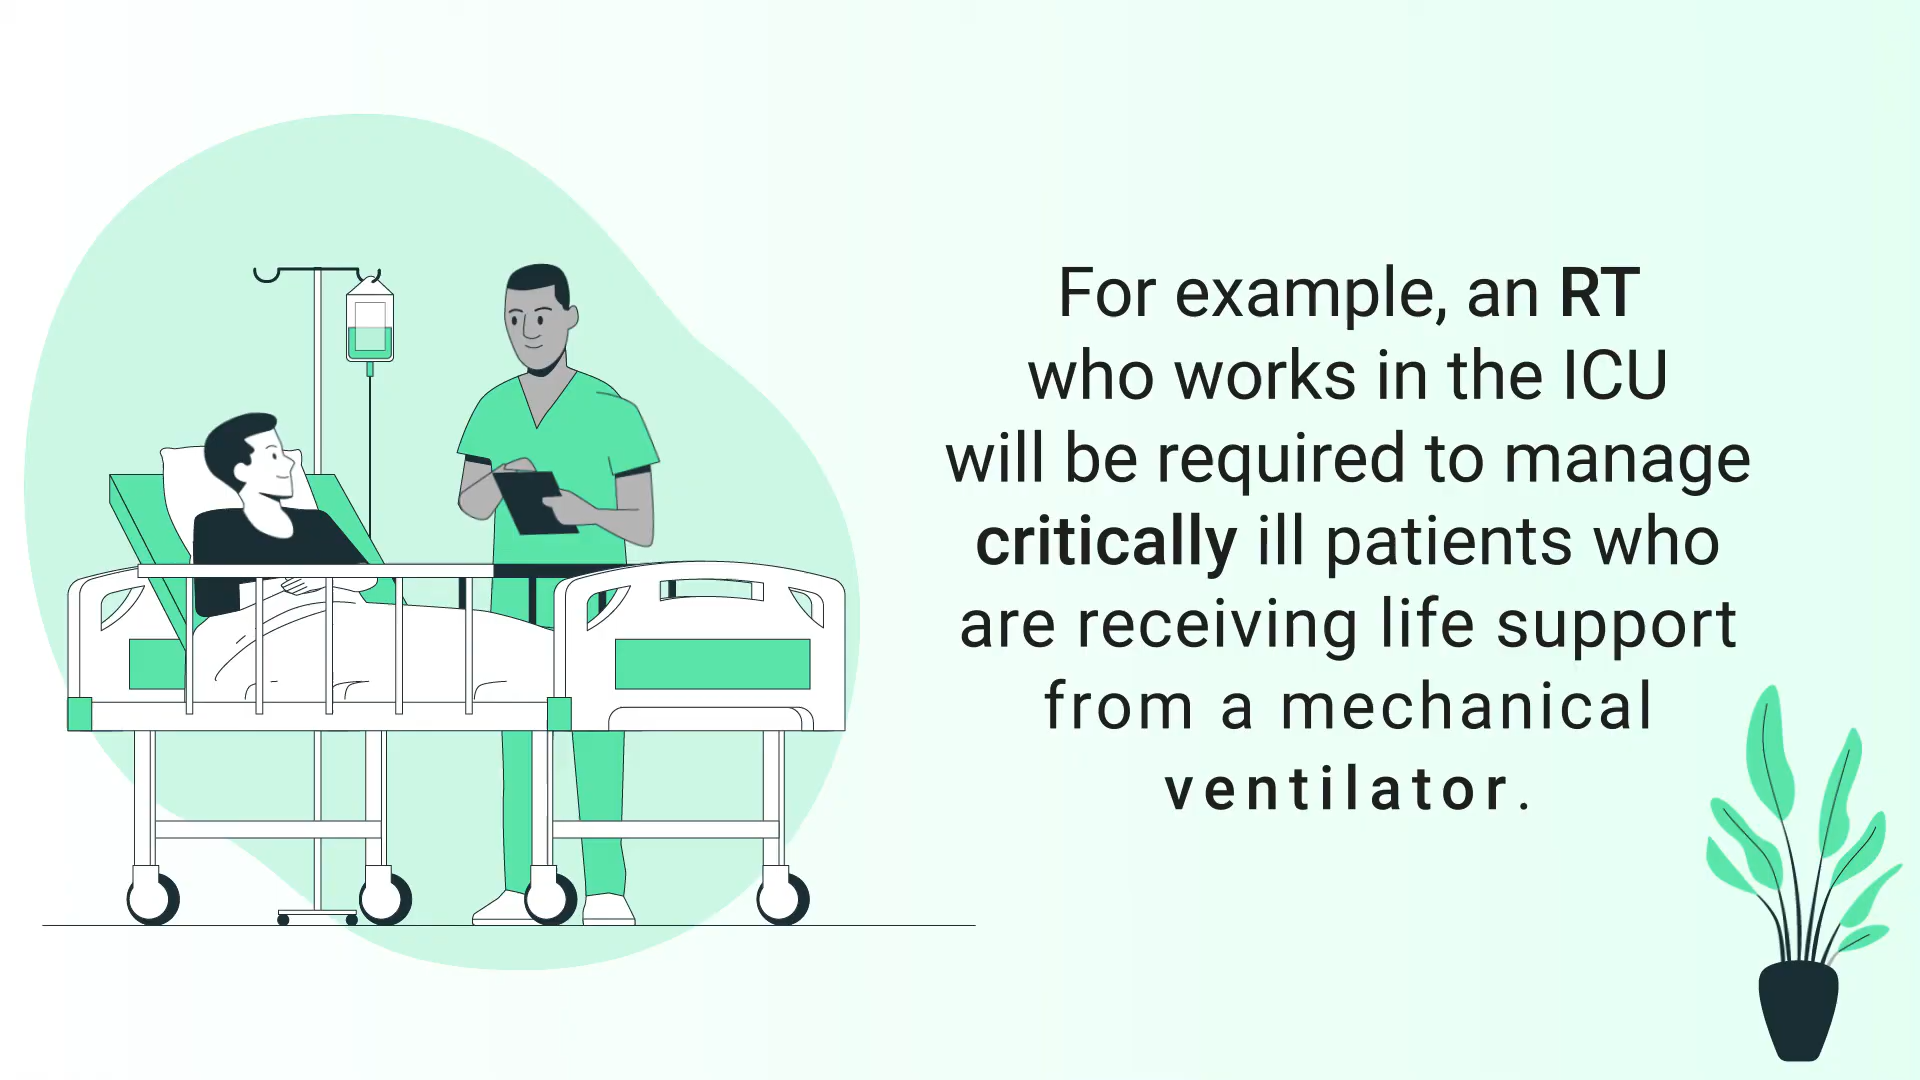 For example, an RT
who works in the ICU
will be required to manage
critically ill patients who
are receiving life support
from a mechanical
ventilator.